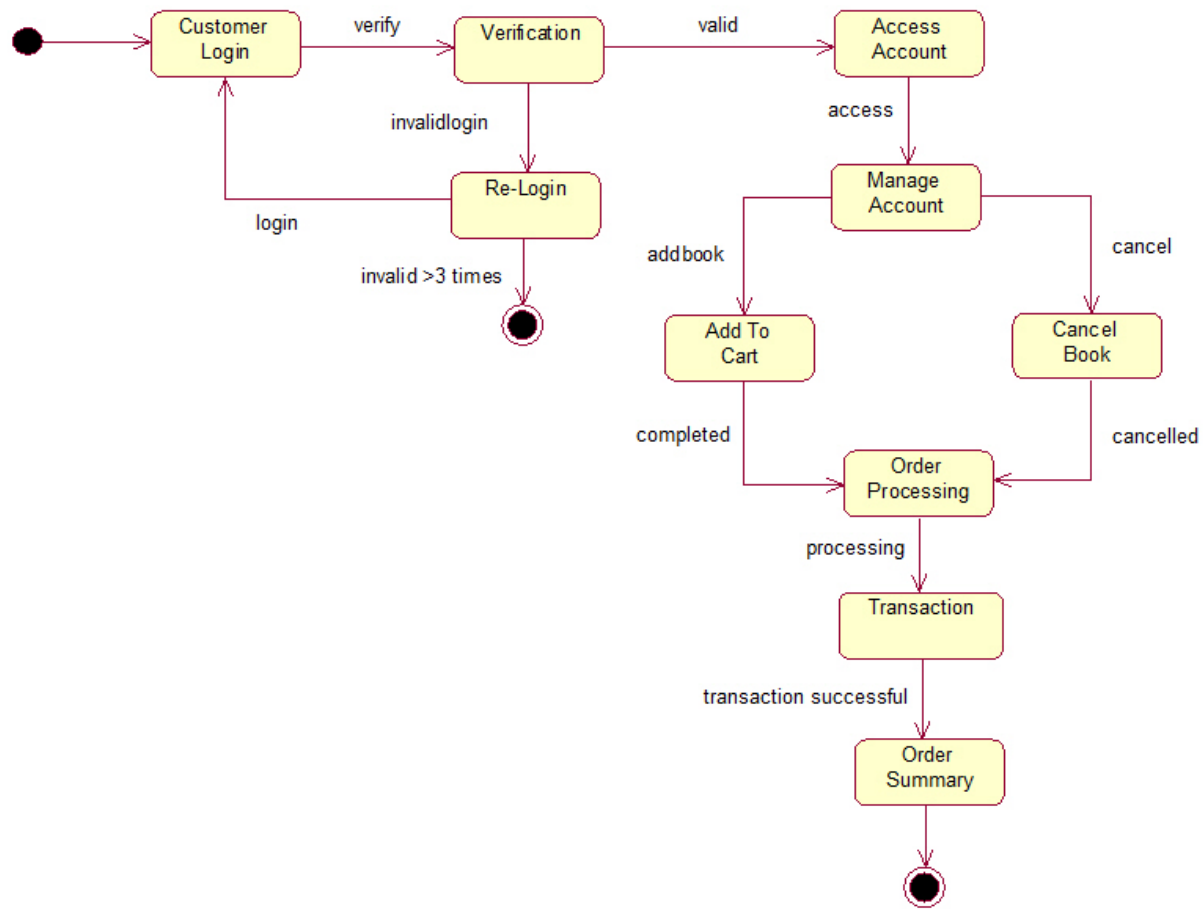 Customer
Login
verify
Verification
valid
Access
Account
invalidlogin
access
Re-Login
login
Manage
Account
addbook
cancel
invalid >3 times
Add To
Cart
Cancel
Book
completed
cancelled
Order
Processing
processing
Transaction
transaction successful
Order
Summary